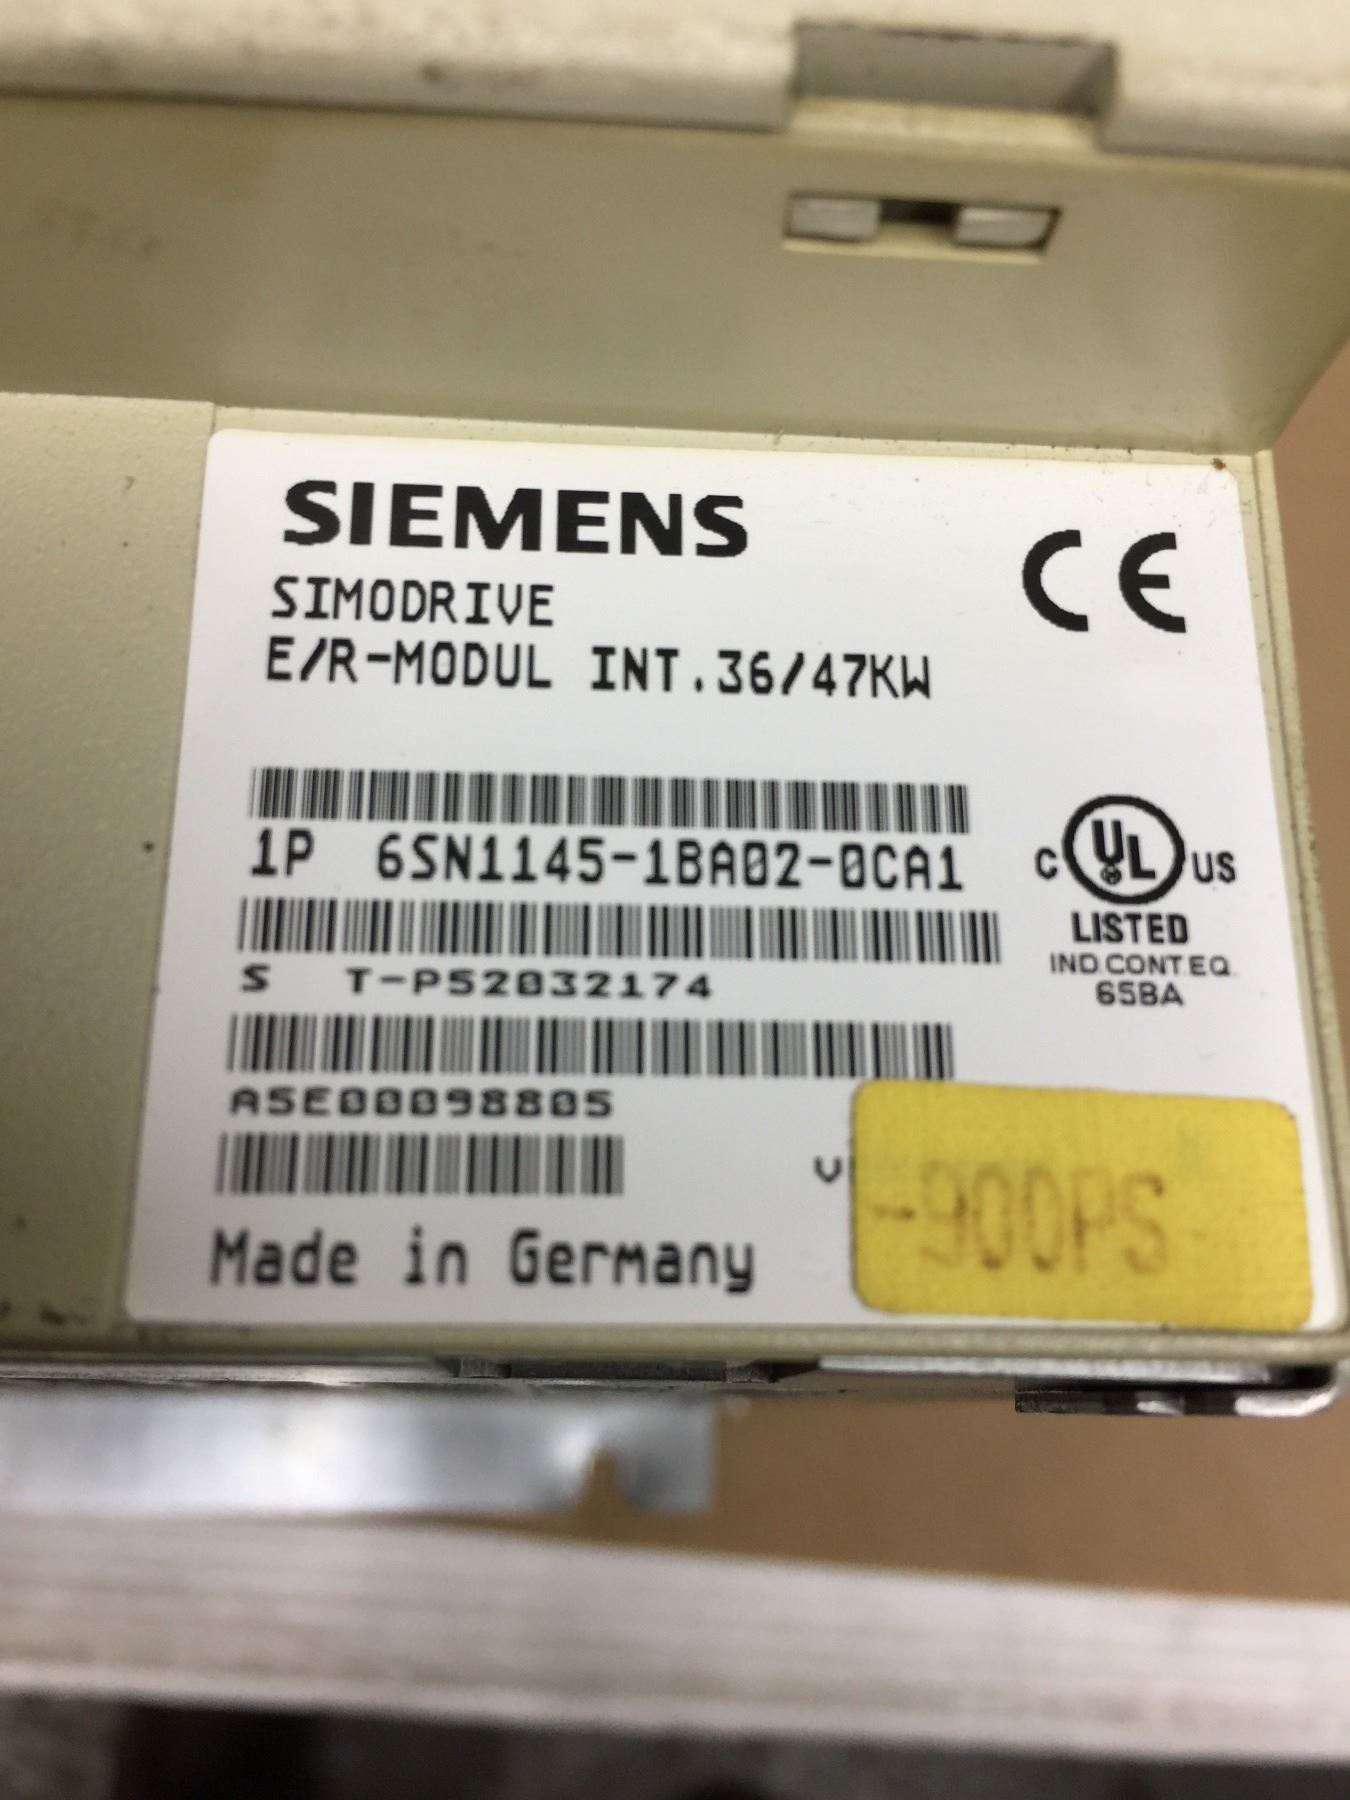 SIEMENS
CE
SIMODRIVE
E/R-MODUL INT.36/47KW
1P 6SN1145-1BA02-0CA1
C UL US
LISTED
IND.CONT.EQ.
65BA
S T-P52032174
A5E00098805
V
-900PS
Made in Germany